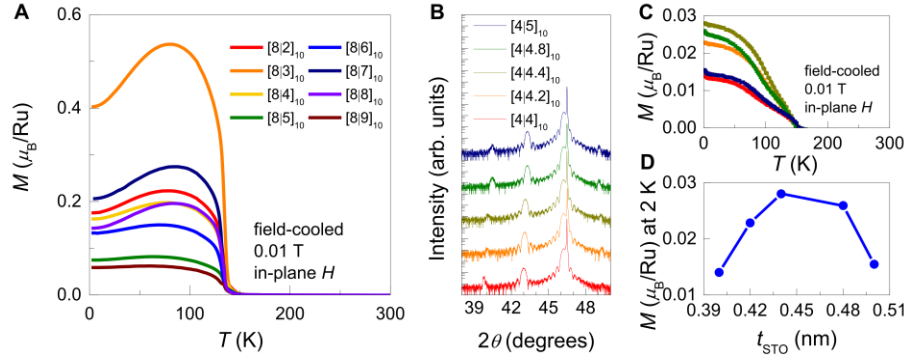 A
M (μB/Ru)
0.6
0.4
0.2
0.0
0
100
200
300
T (K)
[8|2]10
[8|3]10
[8|4]10
[8|5]10
[8|6]10
[8|7]10
[8|8]10
[8|9]10
field-cooled
0.01 T
in-plane H
B
Intensity (arb. units)
[4|5]10
[4|4.8]10
[4|4.4]10
[4|4.2]10
[4|4]10
39
42
45
48
2θ (degrees)
C
M (μB/Ru)
0.03
0.02
0.01
0.00
0
100
200
300
T (K)
field-cooled
0.01 T
in-plane H
D
M (μB/Ru) at 2 K
0.03
0.02
0.01
0.39
0.42
0.45
0.48
0.51
tSTO (nm)